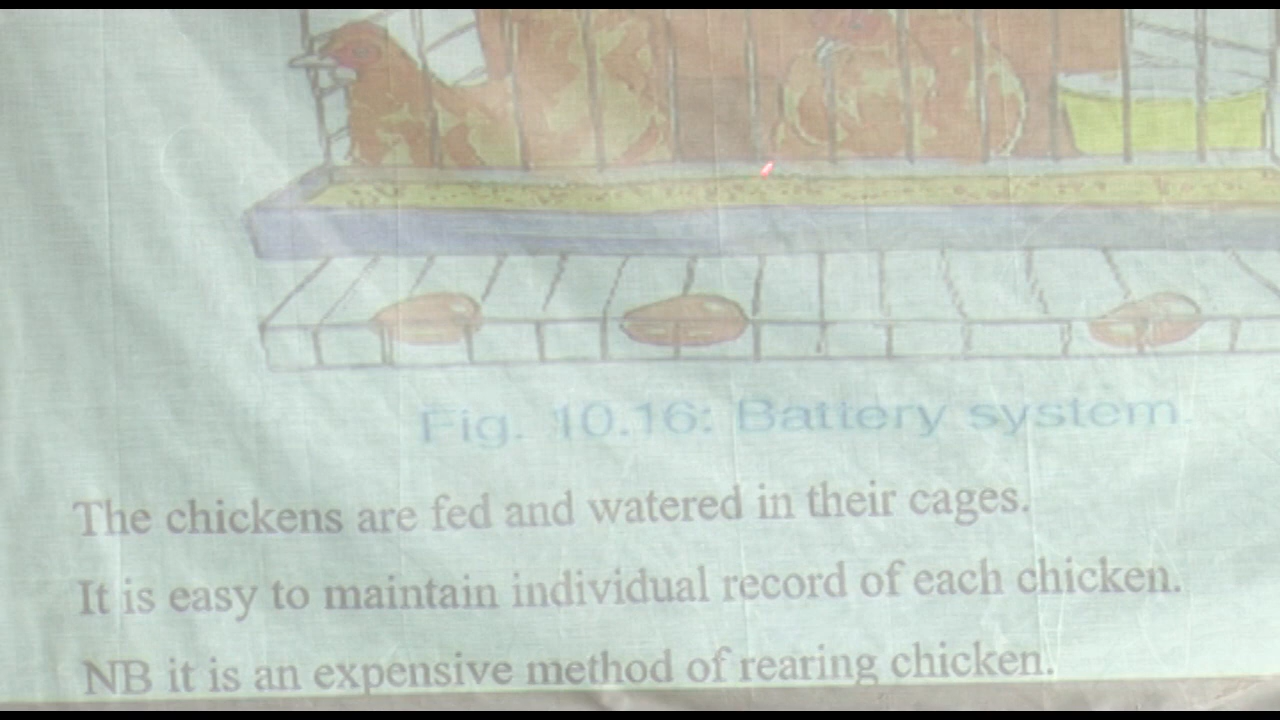 Fig. 10.16: Battery system.
The chickens are fed and watered in their cages.
It is easy to maintain individual record of each chicken.
NB it is an expensive method of rearing chicken.